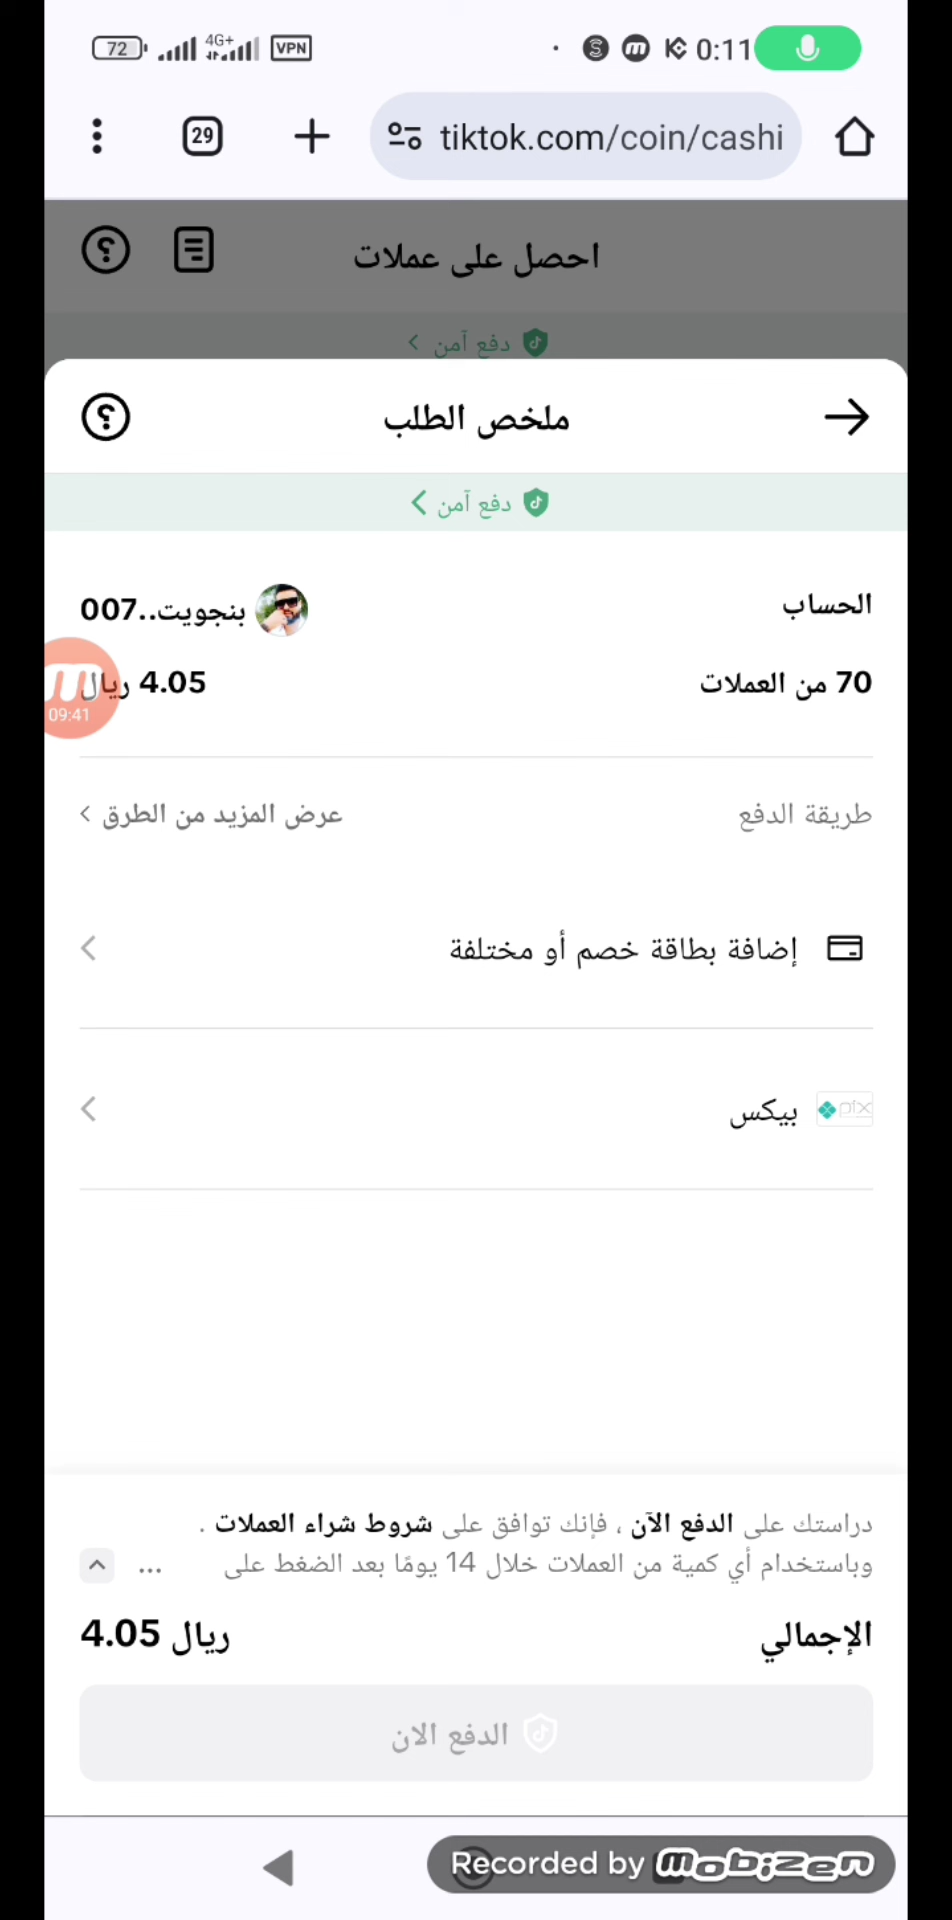 72 4G+ VPN 0:11
29 tiktok.com/coin/cashi
احصل على عملات
دفع آمن
ملخص الطلب
دفع آمن
الحساب بنجويت..007
70 من العملات 4.05 ريال
09:41
طريقة الدفع عرض المزيد من الطرق
إضافة بطاقة خصم أو مختلفة
pix بيكس
دراستك على الدفع الآن ، فإنك توافق على شروط شراء العملات .
وباستخدام أي كمية من العملات خلال 14 يومًا بعد الضغط على ...
الإجمالي ريال 4.05
الدفع الان
Recorded by mobizen